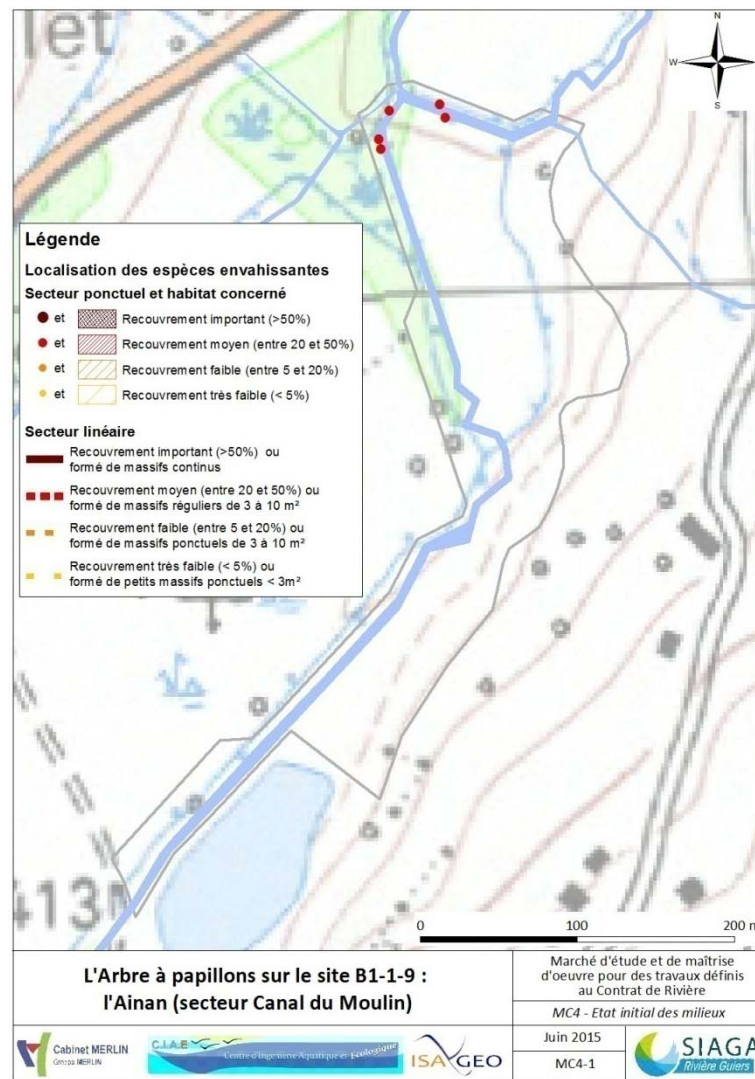 let
N
W
E
S
Légende
Localisation des espèces envahissantes
Secteur ponctuel et habitat concerné
et Recouvrement important (>50%)
et Recouvrement moyen (entre 20 et 50%)
et Recouvrement faible (entre 5 et 20%)
et Recouvrement très faible (< 5%)
Secteur linéaire
Recouvrement important (>50%) ou
formé de massifs continus
Recouvrement moyen (entre 20 et 50%) ou
formé de massifs réguliers de 3 à 10 m²
Recouvrement faible (entre 5 et 20%) ou
formé de massifs ponctuels de 3 à 10 m²
Recouvrement très faible (< 5%) ou
formé de petits massifs ponctuels < 3m²
413
0 100 200 m
L'Arbre à papillons sur le site B1-1-9 :
l'Ainan (secteur Canal du Moulin)
Marché d'étude et de maîtrise
d'oeuvre pour des travaux définis
au Contrat de Rivière
MC4 - Etat initial des milieux
Juin 2015
MC4-1
Cabinet MERLIN
Groupe MERLIN
C.I.A.E
Centre d'Ingénierie Aquatique et Ecologique
ISA GEO
SIAGA
Rivière Guiers